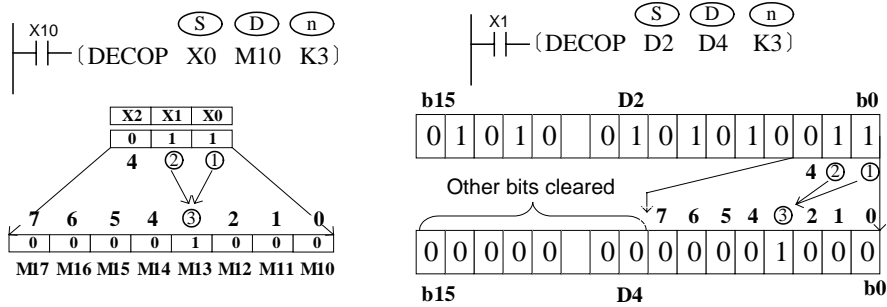 S D n
X10
〔DECOP X0 M10 K3〕
X2 X1 X0
0 1 1
4 ② ①
7 6 5 4 ③ 2 1 0
0 0 0 0 1 0 0 0
M17 M16 M15 M14 M13 M12 M11 M10
S D n
X1
〔DECOP D2 D4 K3〕
b15 D2 b0
0 1 0 1 0 0 1 0 1 0 1 0 0 1 1
4 ② ①
Other bits cleared
7 6 5 4 ③ 2 1 0
0 0 0 0 0 0 0 0 0 0 0 1 0 0 0
b15 D4 b0